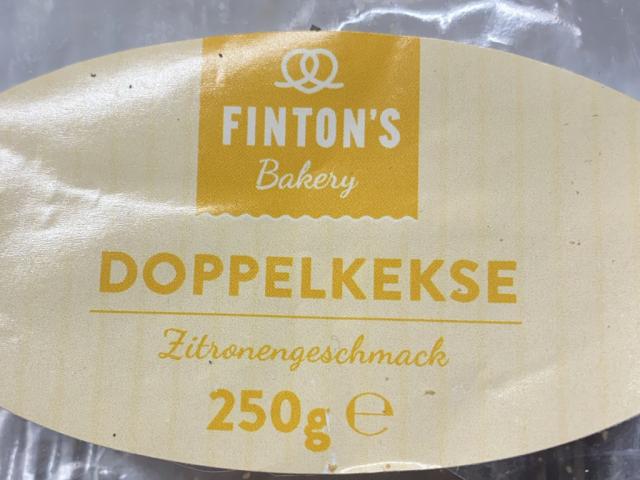 FINTON'S
Bakery
DOPPELKEKSE
Zitronengeschmack
250g ℮